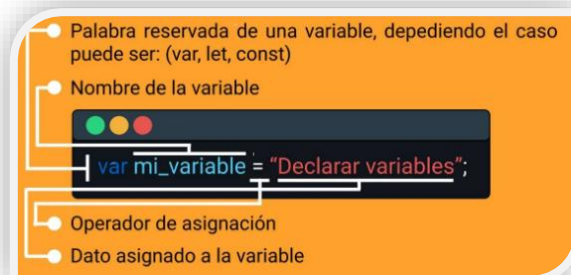 Palabra reservada de una variable, depediendo el caso
puede ser: (var, let, const)
Nombre de la variable
var mi_variable = “Declarar variables”;
Operador de asignación
Dato asignado a la variable